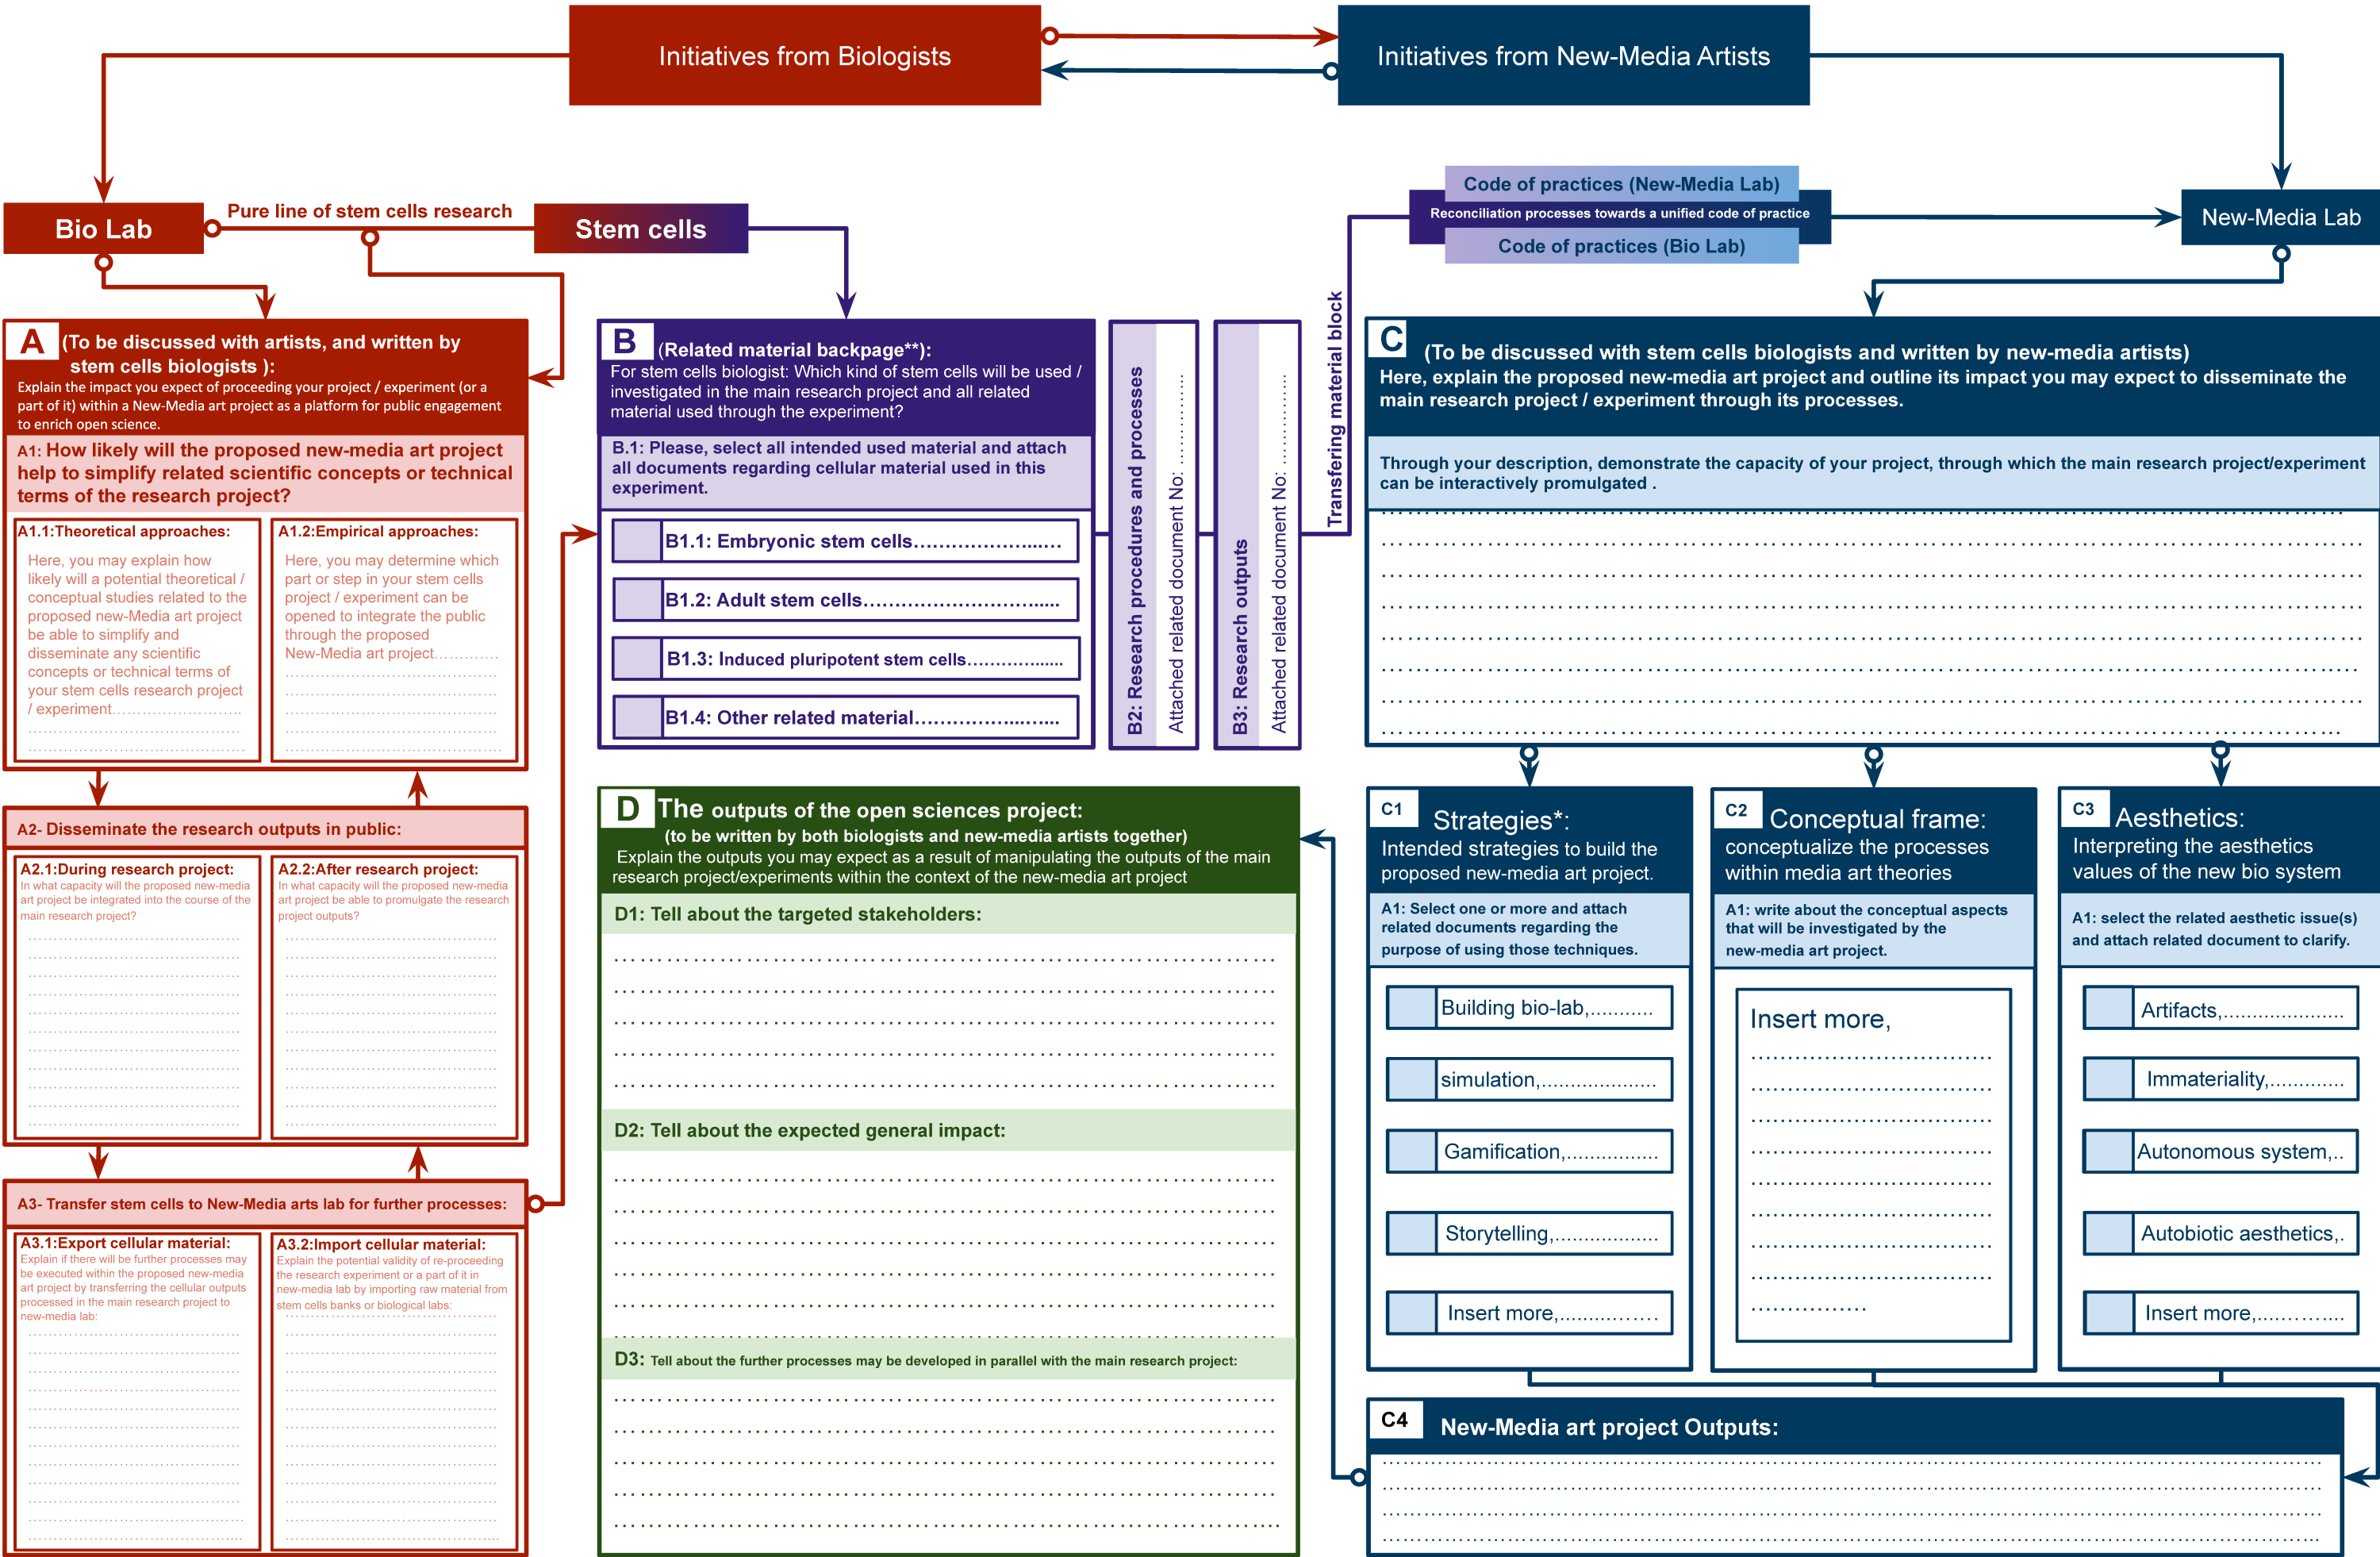 Initiatives from Biologists
Initiatives from New-Media Artists
Bio Lab
Pure line of stem cells research
Stem cells
Code of practices (New-Media Lab)
Reconciliation processes towards a unified code of practice
Code of practices (Bio Lab)
New-Media Lab
A
(To be discussed with artists, and written by
stem cells biologists ):
Explain the impact you expect of proceeding your project / experiment (or a
part of it) within a New-Media art project as a platform for public engagement
to enrich open science.
A1: How likely will the proposed new-media art project
help to simplify related scientific concepts or technical
terms of the research project?
A1.1:Theoretical approaches:
Here, you may explain how
likely will a potential theoretical /
conceptual studies related to the
proposed new-Media art project
be able to simplify and
disseminate any scientific
concepts or technical terms of
your stem cells research project
/ experiment........................
A1.2:Empirical approaches:
Here, you may determine which
part or step in your stem cells
project / experiment can be
opened to integrate the public
through the proposed
New-Media art project............
A2- Disseminate the research outputs in public:
A2.1:During research project:
In what capacity will the proposed new-media
art project be integrated into the course of the
main research project?
A2.2:After research project:
In what capacity will the proposed new-media
art project be able to promulgate the research
project outputs?
A3- Transfer stem cells to New-Media arts lab for further processes:
A3.1:Export cellular material:
Explain if there will be further processes may
be executed within the proposed new-media
art project by transferring the cellular outputs
processed in the main research project to
new-media lab:
A3.2:Import cellular material:
Explain the potential validity of re-proceeding
the research experiment or a part of it in
new-media lab by importing raw material from
stem cells banks or biological labs:
B
(Related material backpage**):
For stem cells biologist: Which kind of stem cells will be used /
investigated in the main research project and all related
material used through the experiment?
B.1: Please, select all intended used material and attach
all documents regarding cellular material used in this
experiment.
B1.1: Embryonic stem cells........................
B1.2: Adult stem cells..............................
B1.3: Induced pluripotent stem cells..................
B1.4: Other related material.........................
B2: Research procedures and processes
Attached related document No: ...............
B3: Research outputs
Attached related document No: ...............
Transfering material block
C
(To be discussed with stem cells biologists and written by new-media artists)
Here, explain the proposed new-media art project and outline its impact you may expect to disseminate the
main research project / experiment through its processes.
Through your description, demonstrate the capacity of your project, through which the main research project/experiment
can be interactively promulgated .
D
The outputs of the open sciences project:
(to be written by both biologists and new-media artists together)
Explain the outputs you may expect as a result of manipulating the outputs of the main
research project/experiments within the context of the new-media art project
D1: Tell about the targeted stakeholders:
D2: Tell about the expected general impact:
D3: Tell about the further processes may be developed in parallel with the main research project:
C1
Strategies*:
Intended strategies to build the
proposed new-media art project.
A1: Select one or more and attach
related documents regarding the
purpose of using those techniques.
Building bio-lab,...........
simulation,....................
Gamification,................
Storytelling,..................
Insert more,.................
C2
Conceptual frame:
conceptualize the processes
within media art theories
A1: write about the conceptual aspects
that will be investigated by the
new-media art project.
Insert more,
C3
Aesthetics:
Interpreting the aesthetics
values of the new bio system
A1: select the related aesthetic issue(s)
and attach related document to clarify.
Artifacts,.....................
Immateriality,.............
Autonomous system,..
Autobiotic aesthetics,.
Insert more,...............
C4
New-Media art project Outputs: